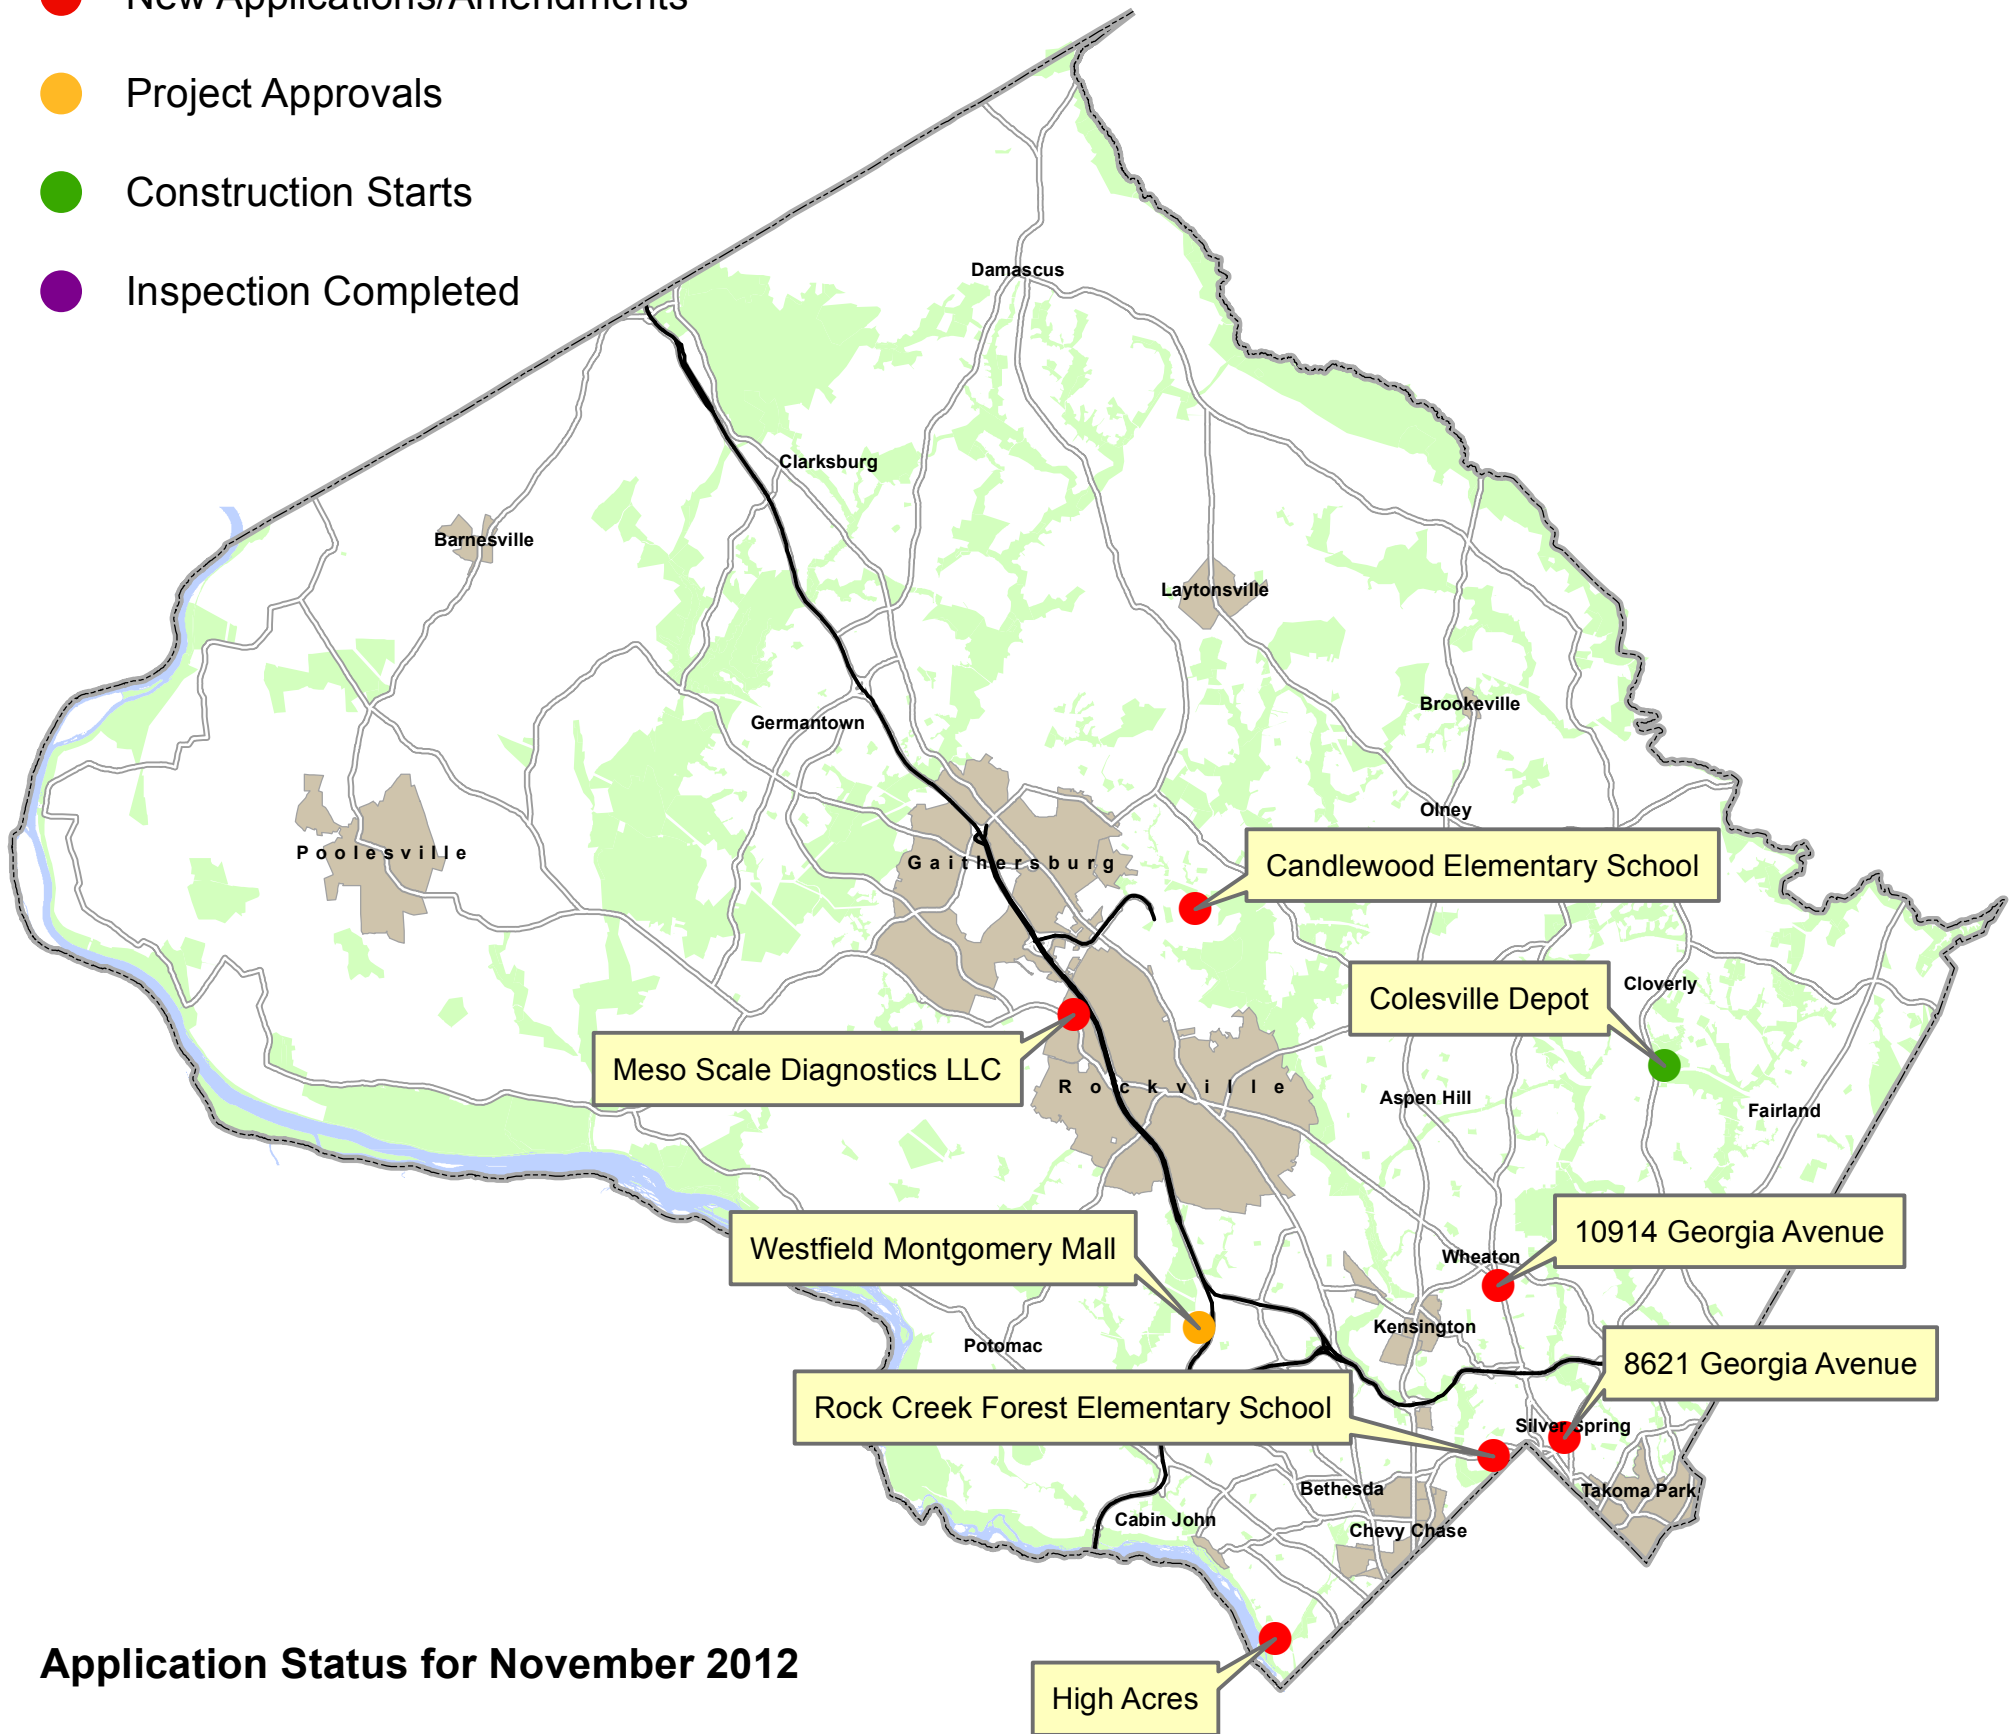 New Applications/Amendments
Project Approvals
Construction Starts
Inspection Completed
Damascus
Clarksburg
Barnesville
Laytonsville
Brookeville
Germantown
Olney
Poolesville
Gaithersburg
Candlewood Elementary School
Cloverly
Colesville Depot
Meso Scale Diagnostics LLC
Rockville
Aspen Hill
Fairland
10914 Georgia Avenue
Westfield Montgomery Mall
Wheaton
Kensington
Potomac
8621 Georgia Avenue
Rock Creek Forest Elementary School
Silver Spring
Bethesda
Takoma Park
Cabin John
Chevy Chase
Application Status for November 2012
High Acres